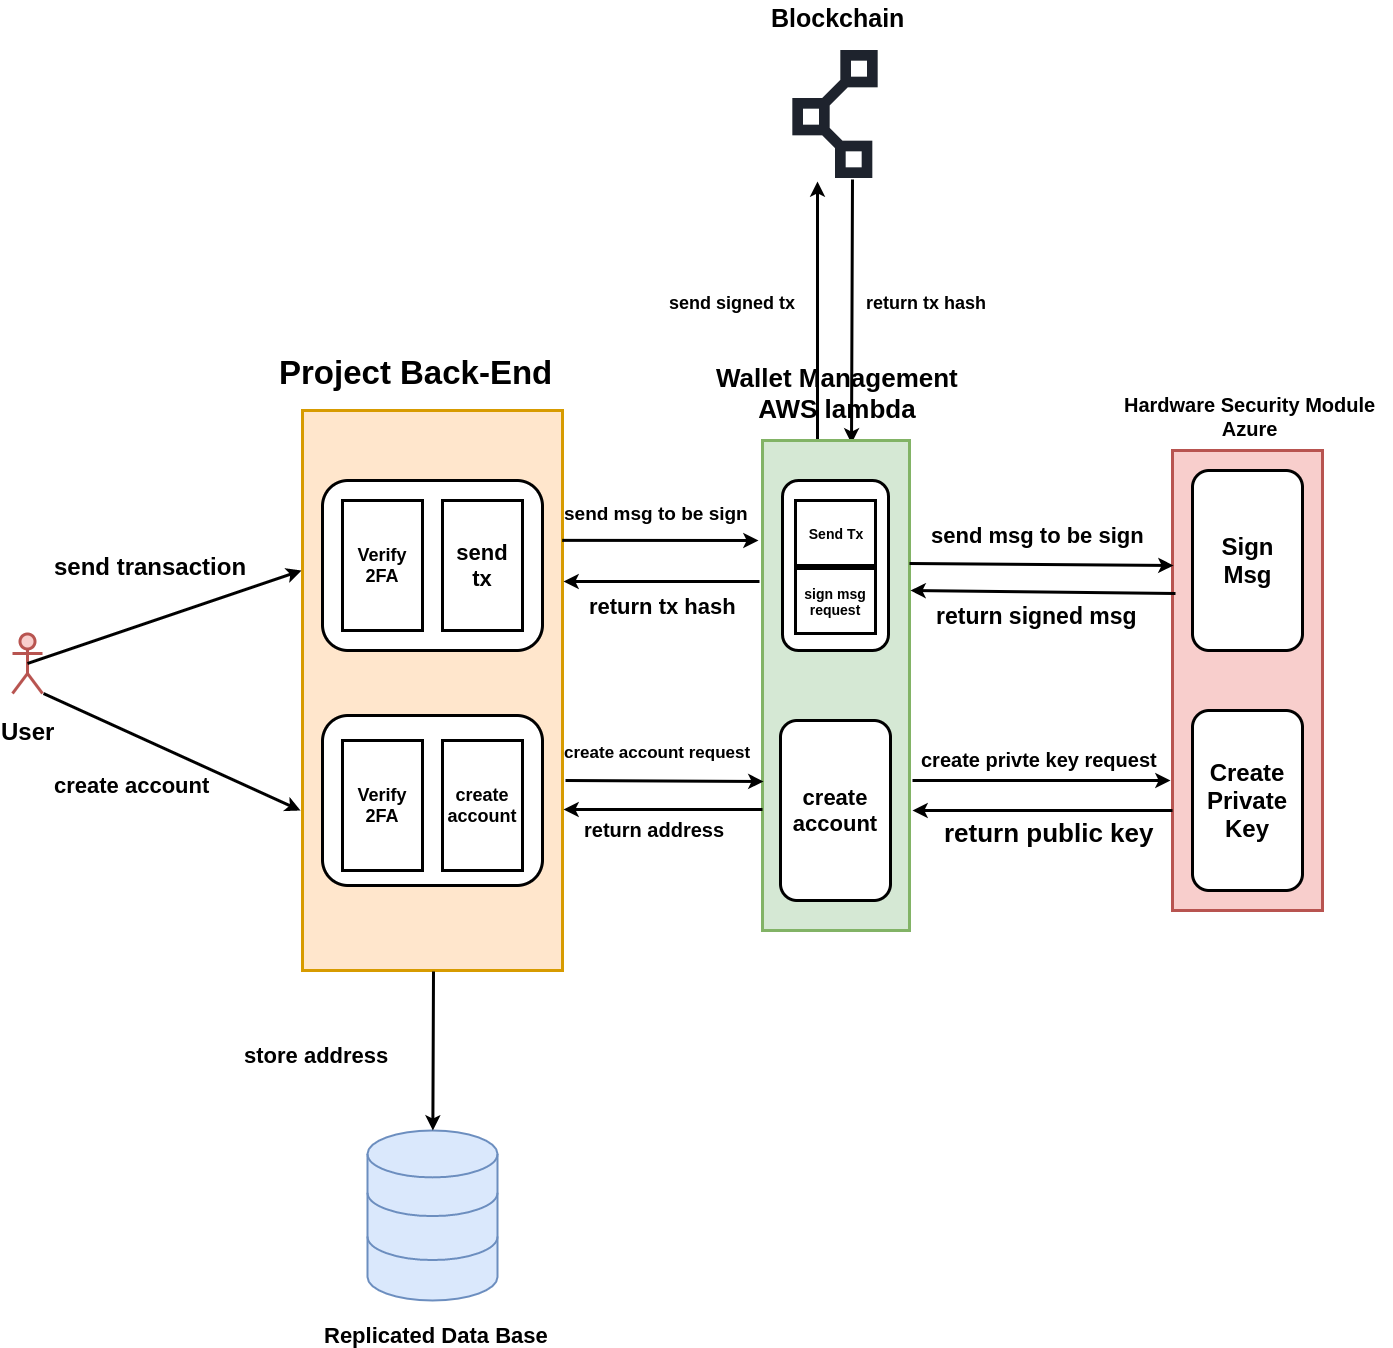 Blockchain
send signed tx
return tx hash
Project Back-End
Wallet Management
AWS lambda
Hardware Security Module
Azure
send transaction
Verify
2FA
send
tx
send msg to be sign
return tx hash
Send Tx
sign msg
request
send msg to be sign
return signed msg
Sign
Msg
User
create account
Verify
2FA
create
account
create account request
return address
create
account
create privte key request
return public key
Create
Private
Key
store address
Replicated Data Base